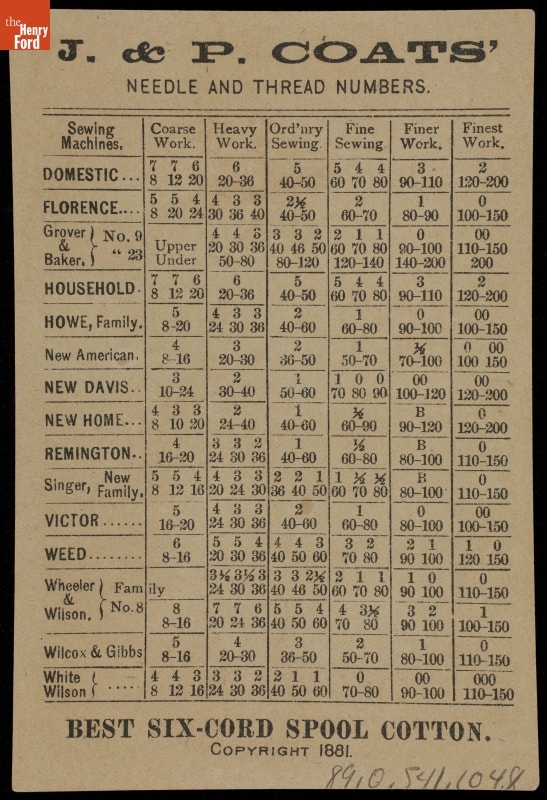 the
Henry
Ford
J. & P. COATS'
NEEDLE AND THREAD NUMBERS.
Sewing Machines. Coarse Work. Heavy Work. Ord'nry Sewing. Fine Sewing Finer Work. Finest Work.
DOMESTIC... 7 7 6 6 5 5 4 4 3 2
8 12 20 20-36 40-50 60 70 80 90-110 120-200
FLORENCE.... 5 5 4 4 3 3 2½ 2 1 0
8 20 24 30 36 40 40-50 60-70 80-90 100-150
Grover & Baker. { No. 9 4 4 3 3 3 2 2 1 1 0 00
Upper 20 30 36 40 46 50 60 70 80 90-100 110-150
" 23 Under 50-80 80-120 120-140 140-200 200
HOUSEHOLD. 7 7 6 6 5 5 4 4 3 2
8 12 20 20-36 40-50 60 70 80 90-110 120-200
HOWE, Family. 5 4 3 3 2 1 0 00
8-20 24 30 36 40-60 60-80 90-100 100-150
New American. 4 3 2 1 ½ 0 00
8-16 20-30 36-50 50-70 70-100 100 150
NEW DAVIS.. 3 2 1 1 0 0 00 00
10-24 30-40 50-60 70 80 90 100-120 120-200
NEW HOME... 4 3 3 2 1 ½ B 0
8 10 20 24-40 40-60 60-90 90-120 120-200
REMINGTON.. 4 3 3 2 1 ½ B 0
16-20 24 30 36 40-60 60-80 80-100 110-150
Singer, New Family. 5 5 4 4 3 3 2 2 1 1 ½ ½ B 0
8 12 16 20 24 30 36 40 50 60 70 80 80-100 110-150
VICTOR ...... 5 4 3 3 2 1 0 00
16-20 24 30 36 40-60 60-80 80-100 100-150
WEED........ 6 5 5 4 4 4 3 3 2 2 1 1 0
8-16 20 30 36 40 50 60 70 80 90 100 120 150
Wheeler & Wilson. { Family 3½ 3½ 3 3 3 2½ 2 1 1 1 0 0
24 30 36 40 46 50 60 70 80 90 100 110-150
No. 8 8 7 7 6 5 5 4 4 3½ 3 2 1
8-16 20 24 36 40 50 60 70 80 90 100 100-150
Wilcox & Gibbs 5 4 3 2 1 0
8-16 20-30 36-50 50-70 80-100 110-150
White Wilson { ..... 4 4 3 3 3 2 2 1 1 0 00 000
8 12 16 24 30 36 40 50 60 70-80 90-100 110-150
BEST SIX-CORD SPOOL COTTON.
COPYRIGHT 1881.
89.0.541.1048